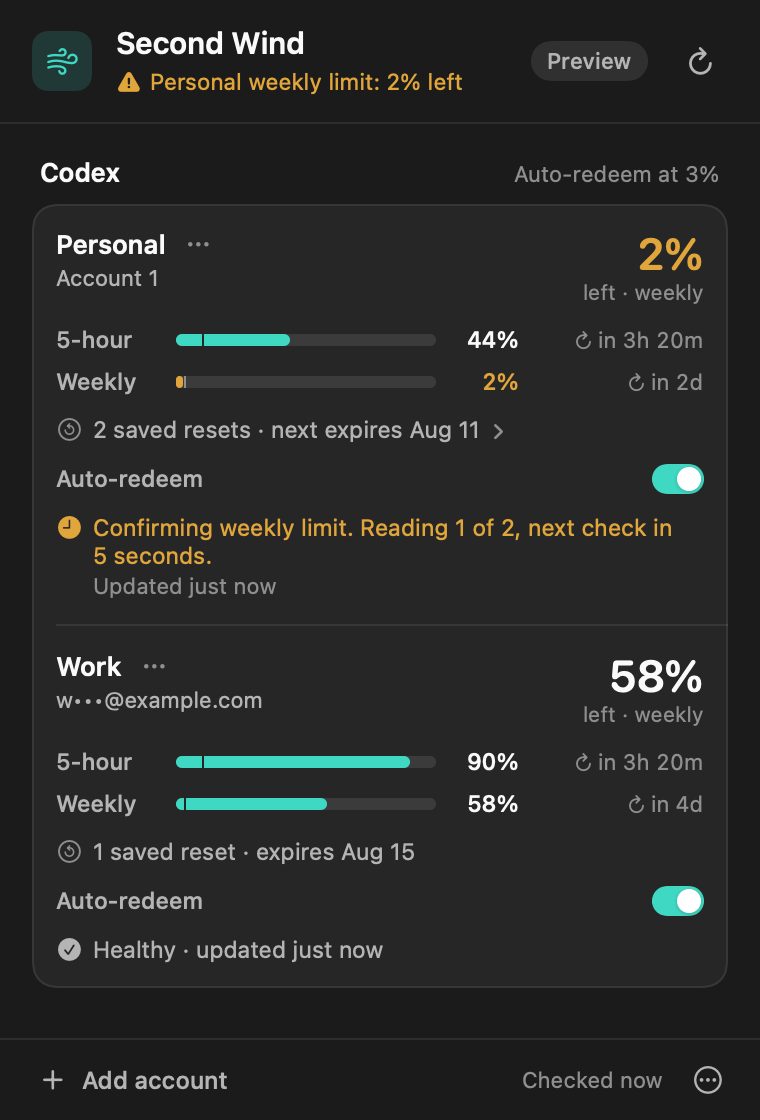 Second Wind
Personal weekly limit: 2% left
Preview
Codex
Auto-redeem at 3%
Personal ···
2%
Account 1
left · weekly
5-hour 44% in 3h 20m
Weekly 2% in 2d
2 saved resets · next expires Aug 11
Auto-redeem
Confirming weekly limit. Reading 1 of 2, next check in
5 seconds.
Updated just now
Work ···
58%
w•••@example.com
left · weekly
5-hour 90% in 3h 20m
Weekly 58% in 4d
1 saved reset · expires Aug 15
Auto-redeem
Healthy · updated just now
+ Add account
Checked now